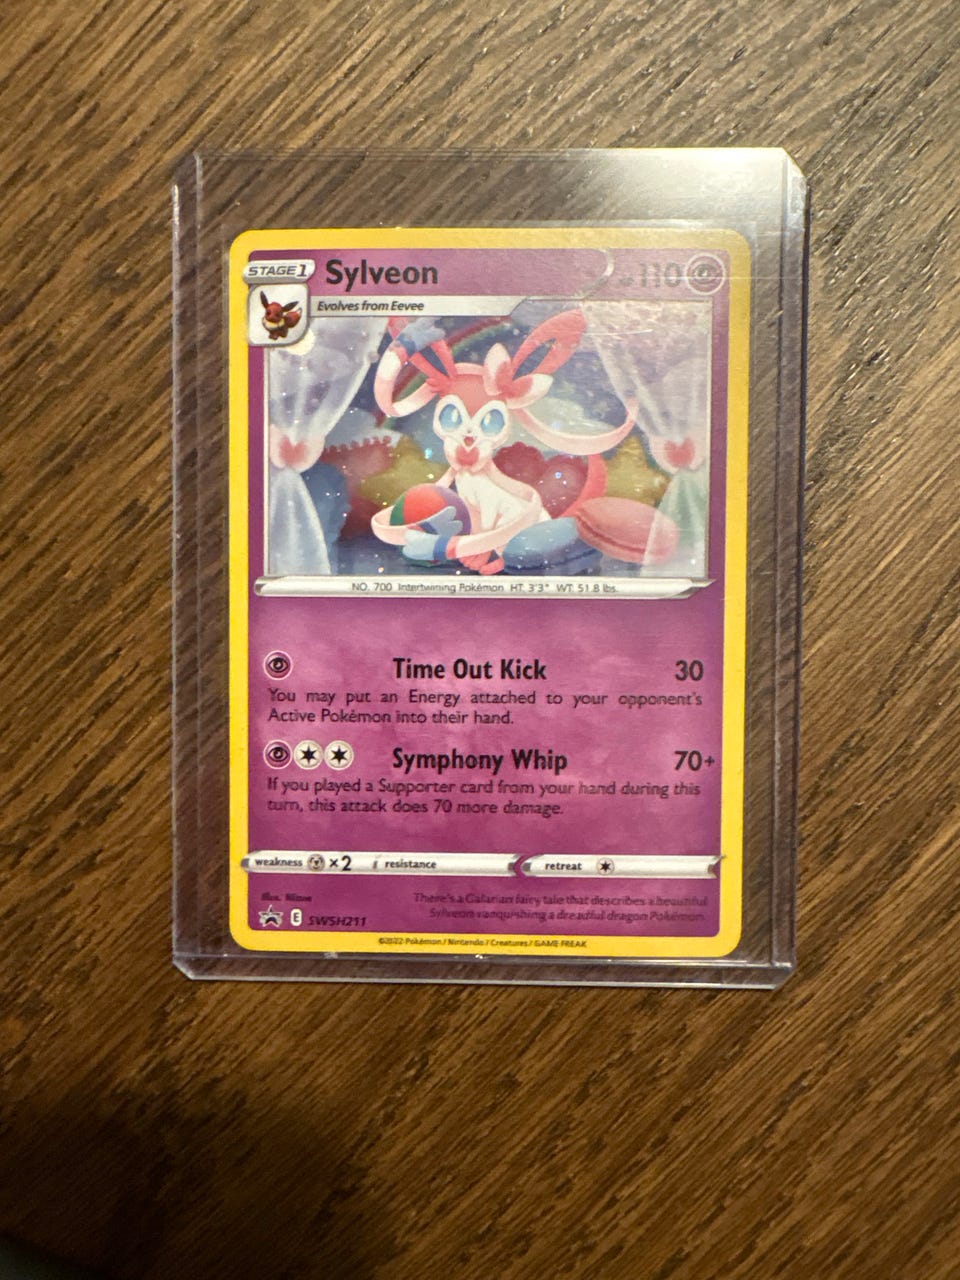 STAGE 1
Sylveon
HP 110
Evolves from Eevee
NO. 700 Intertwining Pokémon HT. 3'3" WT. 51.8 lbs.
Time Out Kick 30
You may put an Energy attached to your opponent's
Active Pokémon into their hand.
Symphony Whip 70+
If you played a Supporter card from your hand during this
turn, this attack does 70 more damage.
weakness ×2 resistance retreat
Illus. Mizue
There's a Galarian fairy tale that describes a beautiful
Sylveon vanquishing a dreadful dragon Pokémon.
E SWSH211
©2022 Pokémon / Nintendo / Creatures / GAME FREAK